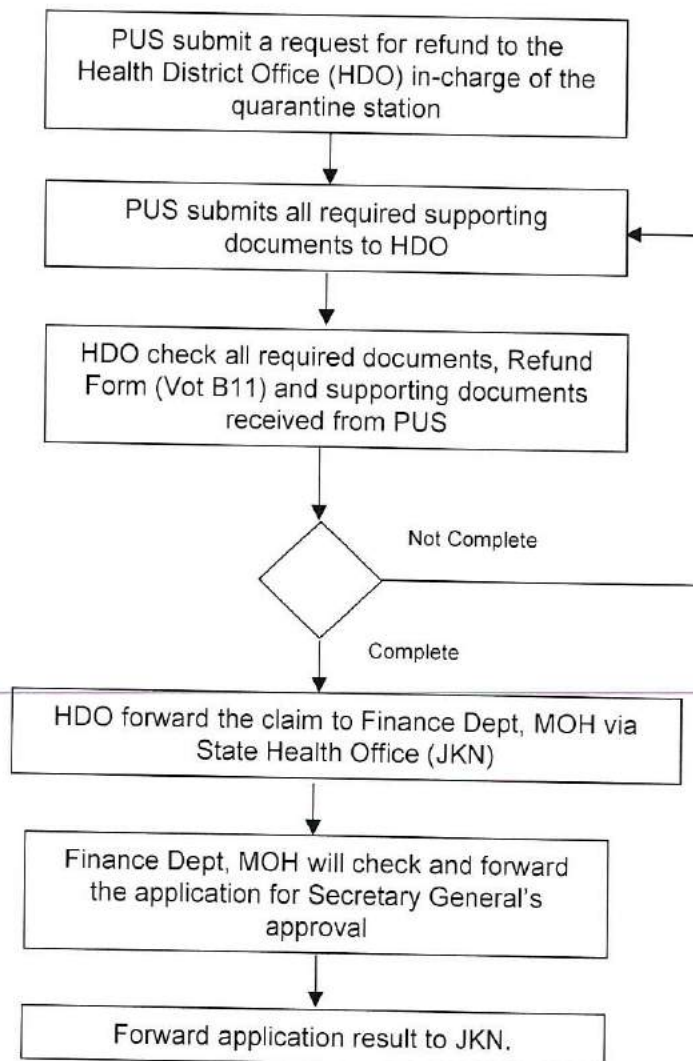 PUS submit a request for refund to the
Health District Office (HDO) in-charge of the
quarantine station
PUS submits all required supporting
documents to HDO
HDO check all required documents, Refund
Form (Vot B11) and supporting documents
received from PUS
Not Complete
Complete
HDO forward the claim to Finance Dept, MOH via
State Health Office (JKN)
Finance Dept, MOH will check and forward
the application for Secretary General's
approval
Forward application result to JKN.